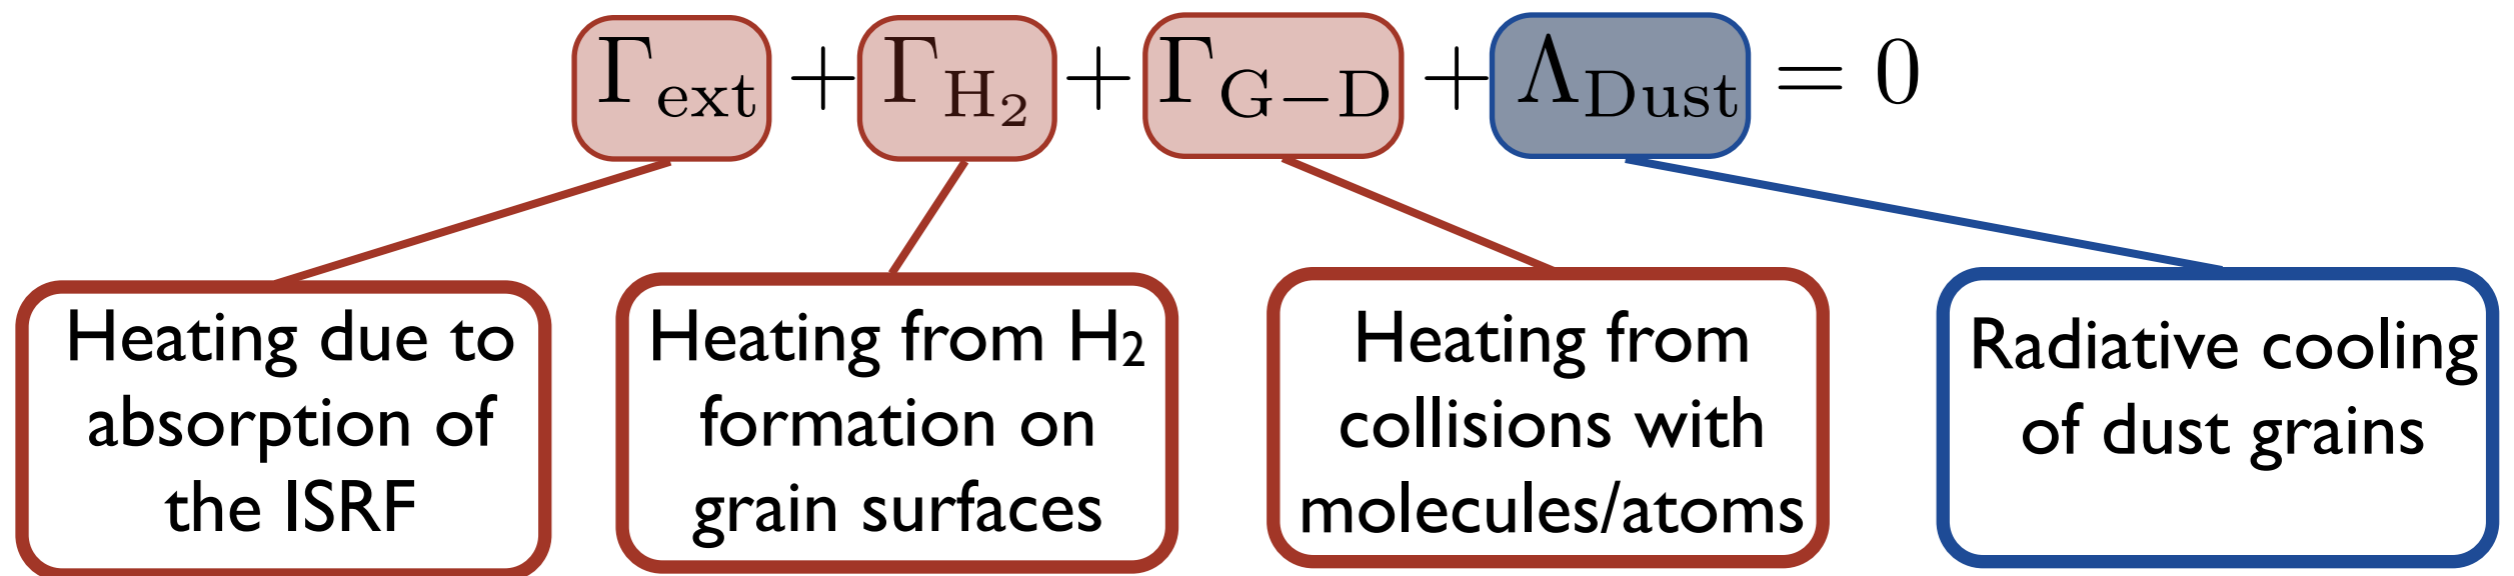 Γext + ΓH2 + ΓG−D + ΛDust = 0
Heating due to
absorption of
the ISRF
Heating from H2
formation on
grain surfaces
Heating from
collisions with
molecules/atoms
Radiative cooling
of dust grains